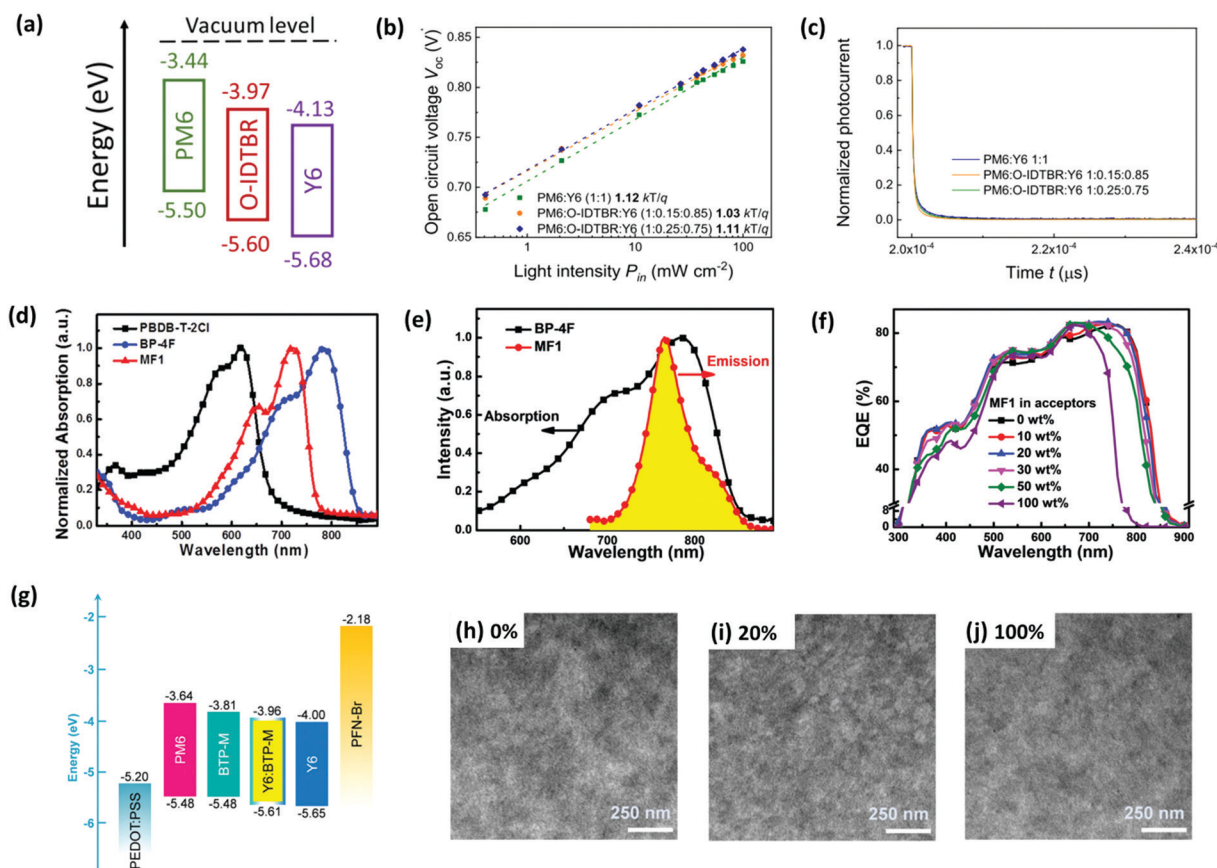 (a)
Vacuum level
Energy (eV)
-3.44
PM6
-5.50
-3.97
O-IDTBR
-5.60
-4.13
Y6
-5.68
(b)
Open circuit voltage Voc (V)
0.85
0.80
0.75
0.70
0.65
PM6:Y6 (1:1) 1.12 kT/q
PM6:O-IDTBR:Y6 (1:0.15:0.85) 1.03 kT/q
PM6:O-IDTBR:Y6 (1:0.25:0.75) 1.11 kT/q
1 10 100
Light intensity Pin (mW cm-2)
(c)
Normalized photocurrent
1.0
0.8
0.6
0.4
0.2
0.0
PM6:Y6 1:1
PM6:O-IDTBR:Y6 1:0.15:0.85
PM6:O-IDTBR:Y6 1:0.25:0.75
2.0x10-4 2.2x10-4 2.4x10-4
Time t (μs)
(d)
Normalized Absorption (a.u.)
1.0
0.8
0.6
0.4
0.2
0.0
PBDB-T-2Cl
BP-4F
MF1
400 500 600 700 800
Wavelength (nm)
(e)
Intensity (a.u.)
1.0
0.8
0.6
0.4
0.2
0.0
BP-4F
MF1
Emission
Absorption
600 700 800
Wavelength (nm)
(f)
EQE (%)
80
60
40
8
0
MF1 in acceptors
0 wt%
10 wt%
20 wt%
30 wt%
50 wt%
100 wt%
300 400 500 600 700 800 900
Wavelength (nm)
(g)
Energy (eV)
-2
-3
-4
-5
-6
-5.20
PEDOT:PSS
-3.64
PM6
-5.48
-3.81
BTP-M
-5.48
-3.96
Y6:BTP-M
-5.61
-4.00
Y6
-5.65
-2.18
PFN-Br
(h) 0%
250 nm
(i) 20%
250 nm
(j) 100%
250 nm